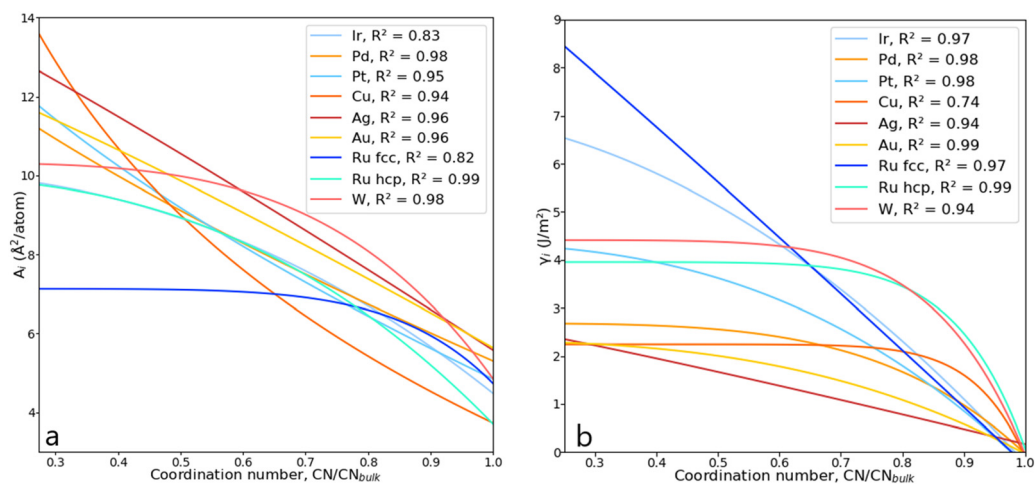 14
12
10
8
6
4
A_i (Å²/atom)
0.3 0.4 0.5 0.6 0.7 0.8 0.9 1.0
Coordination number, CN/CN_bulk
Ir, R² = 0.83
Pd, R² = 0.98
Pt, R² = 0.95
Cu, R² = 0.94
Ag, R² = 0.96
Au, R² = 0.96
Ru fcc, R² = 0.82
Ru hcp, R² = 0.99
W, R² = 0.98
a
9
8
7
6
5
4
3
2
1
0
γ_i (J/m²)
0.3 0.4 0.5 0.6 0.7 0.8 0.9 1.0
Coordination number, CN/CN_bulk
Ir, R² = 0.97
Pd, R² = 0.98
Pt, R² = 0.98
Cu, R² = 0.74
Ag, R² = 0.94
Au, R² = 0.99
Ru fcc, R² = 0.97
Ru hcp, R² = 0.99
W, R² = 0.94
b